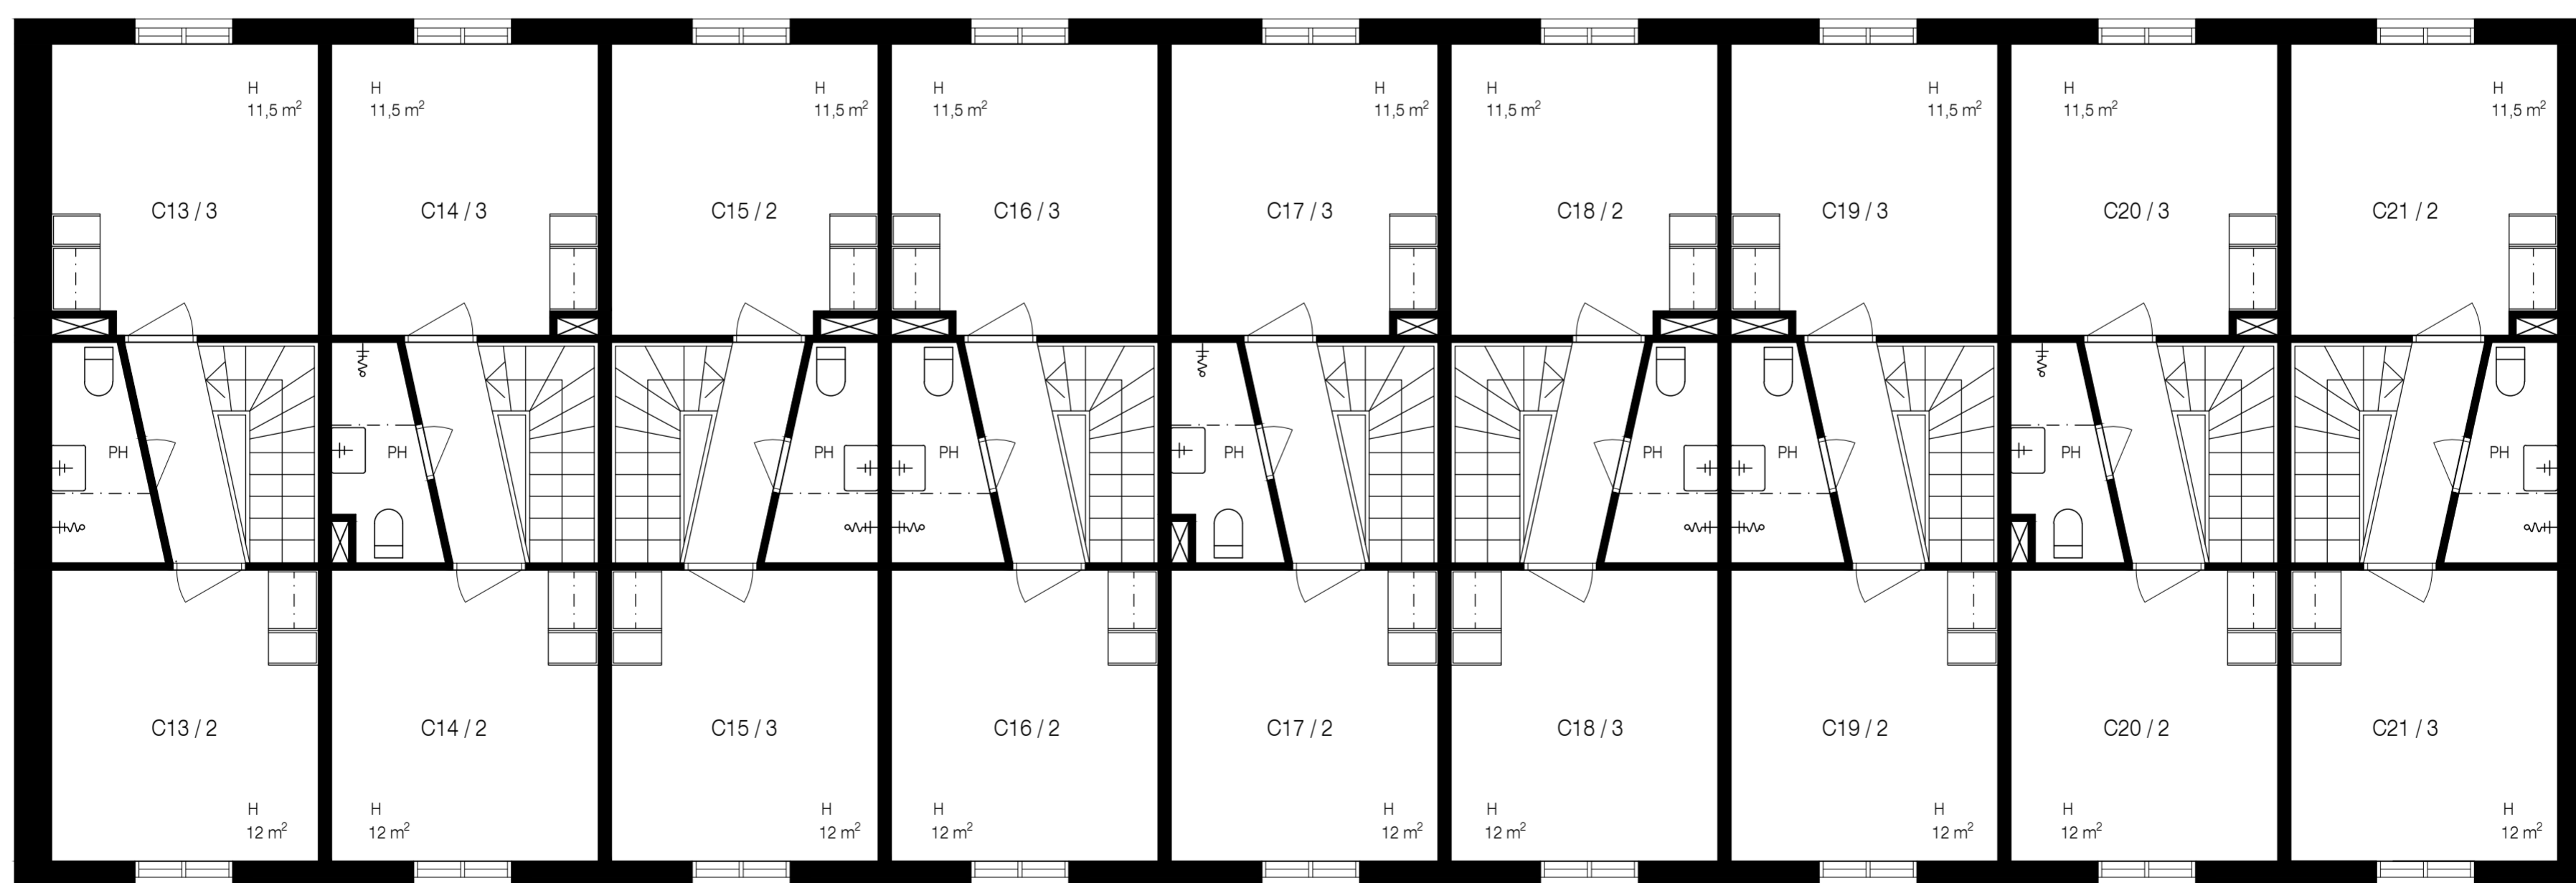 H H H H H H H H H
11,5 m² 11,5 m² 11,5 m² 11,5 m² 11,5 m² 11,5 m² 11,5 m² 11,5 m² 11,5 m²
C13 / 3 C14 / 3 C15 / 2 C16 / 3 C17 / 3 C18 / 2 C19 / 3 C20 / 3 C21 / 2
PH PH PH PH PH PH PH PH PH
C13 / 2 C14 / 2 C15 / 3 C16 / 2 C17 / 2 C18 / 3 C19 / 2 C20 / 2 C21 / 3
H H H H H H H H H
12 m² 12 m² 12 m² 12 m² 12 m² 12 m² 12 m² 12 m² 12 m²